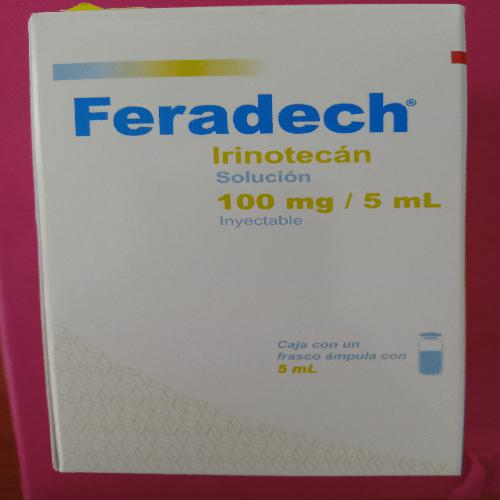 Feradech®
Irinotecán
Solución
100 mg / 5 mL
Inyectable
Caja con un
frasco ámpula con
5 mL